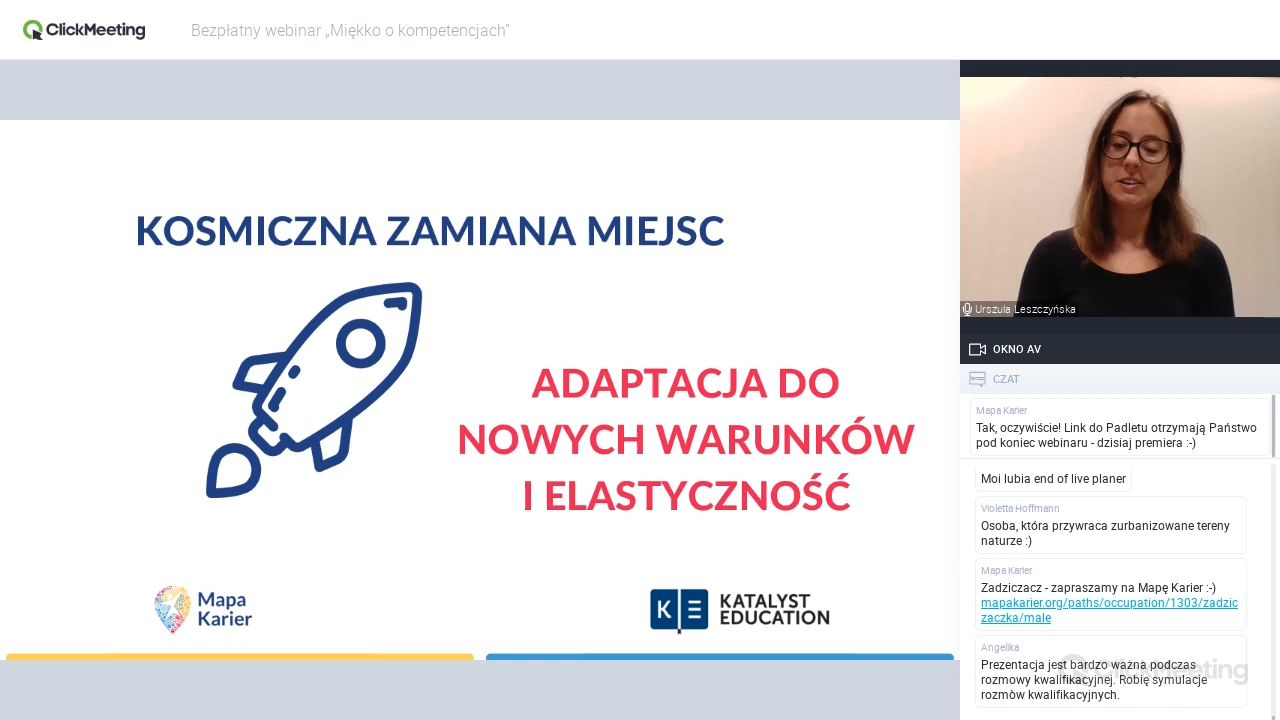 ClickMeeting
Bezpłatny webinar „Miękko o kompetencjach”
KOSMICZNA ZAMIANA MIEJSC
ADAPTACJA DO
NOWYCH WARUNKÓW
I ELASTYCZNOŚĆ
Mapa
Karier
K E
KATALYST
EDUCATION
Urszula Leszczyńska
OKNO AV
CZAT
Mapa Karier
Tak, oczywiście! Link do Padletu otrzymają Państwo
pod koniec webinaru - dzisiaj premiera :-)
Moi lubia end of live planer
Violetta Hoffmann
Osoba, która przywraca zurbanizowane tereny
naturze :)
Mapa Karier
Zadziczacz - zapraszamy na Mapę Karier :-)
mapakarier.org/paths/occupation/1303/zadzic
zaczka/male
Angelika
Prezentacja jest bardzo ważna podczas
rozmowy kwalifikacyjnej. Robię symulacje
rozmòw kwalifikacyjnych.
ClickMeeting